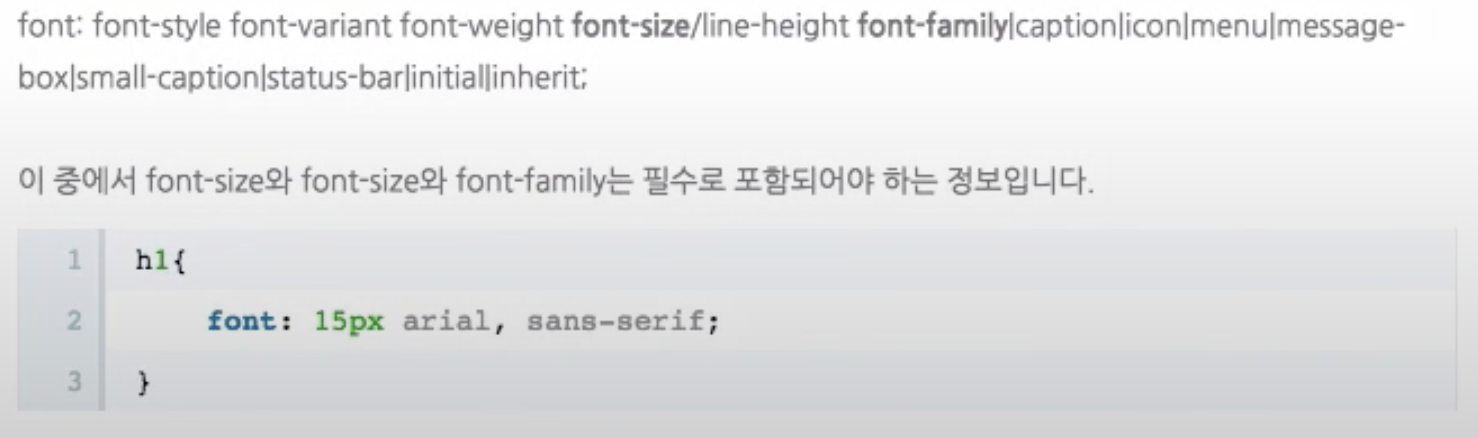 font: font-style font-variant font-weight font-size/line-height font-family|caption|icon|menu|message-
box|small-caption|status-bar|initial|inherit;
이 중에서 font-size와 font-size와 font-family는 필수로 포함되어야 하는 정보입니다.
1 h1{
2 font: 15px arial, sans-serif;
3 }